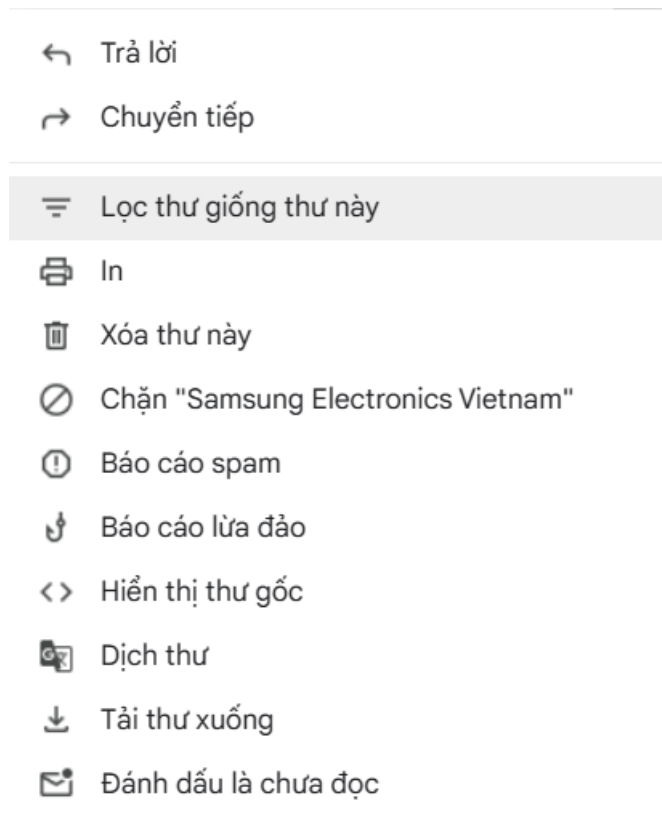 Trả lời
Chuyển tiếp
Lọc thư giống thư này
In
Xóa thư này
Chặn "Samsung Electronics Vietnam"
Báo cáo spam
Báo cáo lừa đảo
Hiển thị thư gốc
Dịch thư
Tải thư xuống
Đánh dấu là chưa đọc